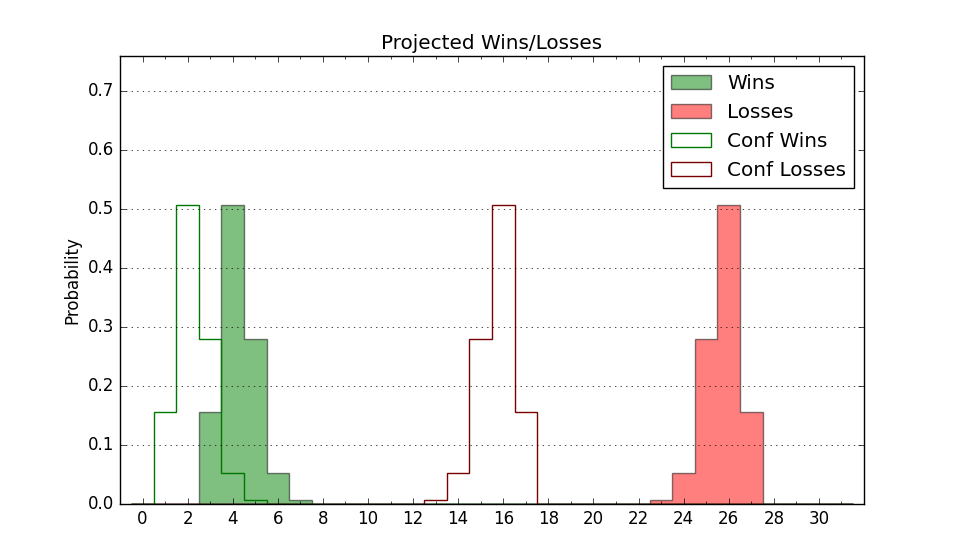 Projected Wins/Losses
0.7
0.6
0.5
0.4
0.3
0.2
0.1
0.0
Probability
Wins
Losses
Conf Wins
Conf Losses
0 2 4 6 8 10 12 14 16 18 20 22 24 26 28 30